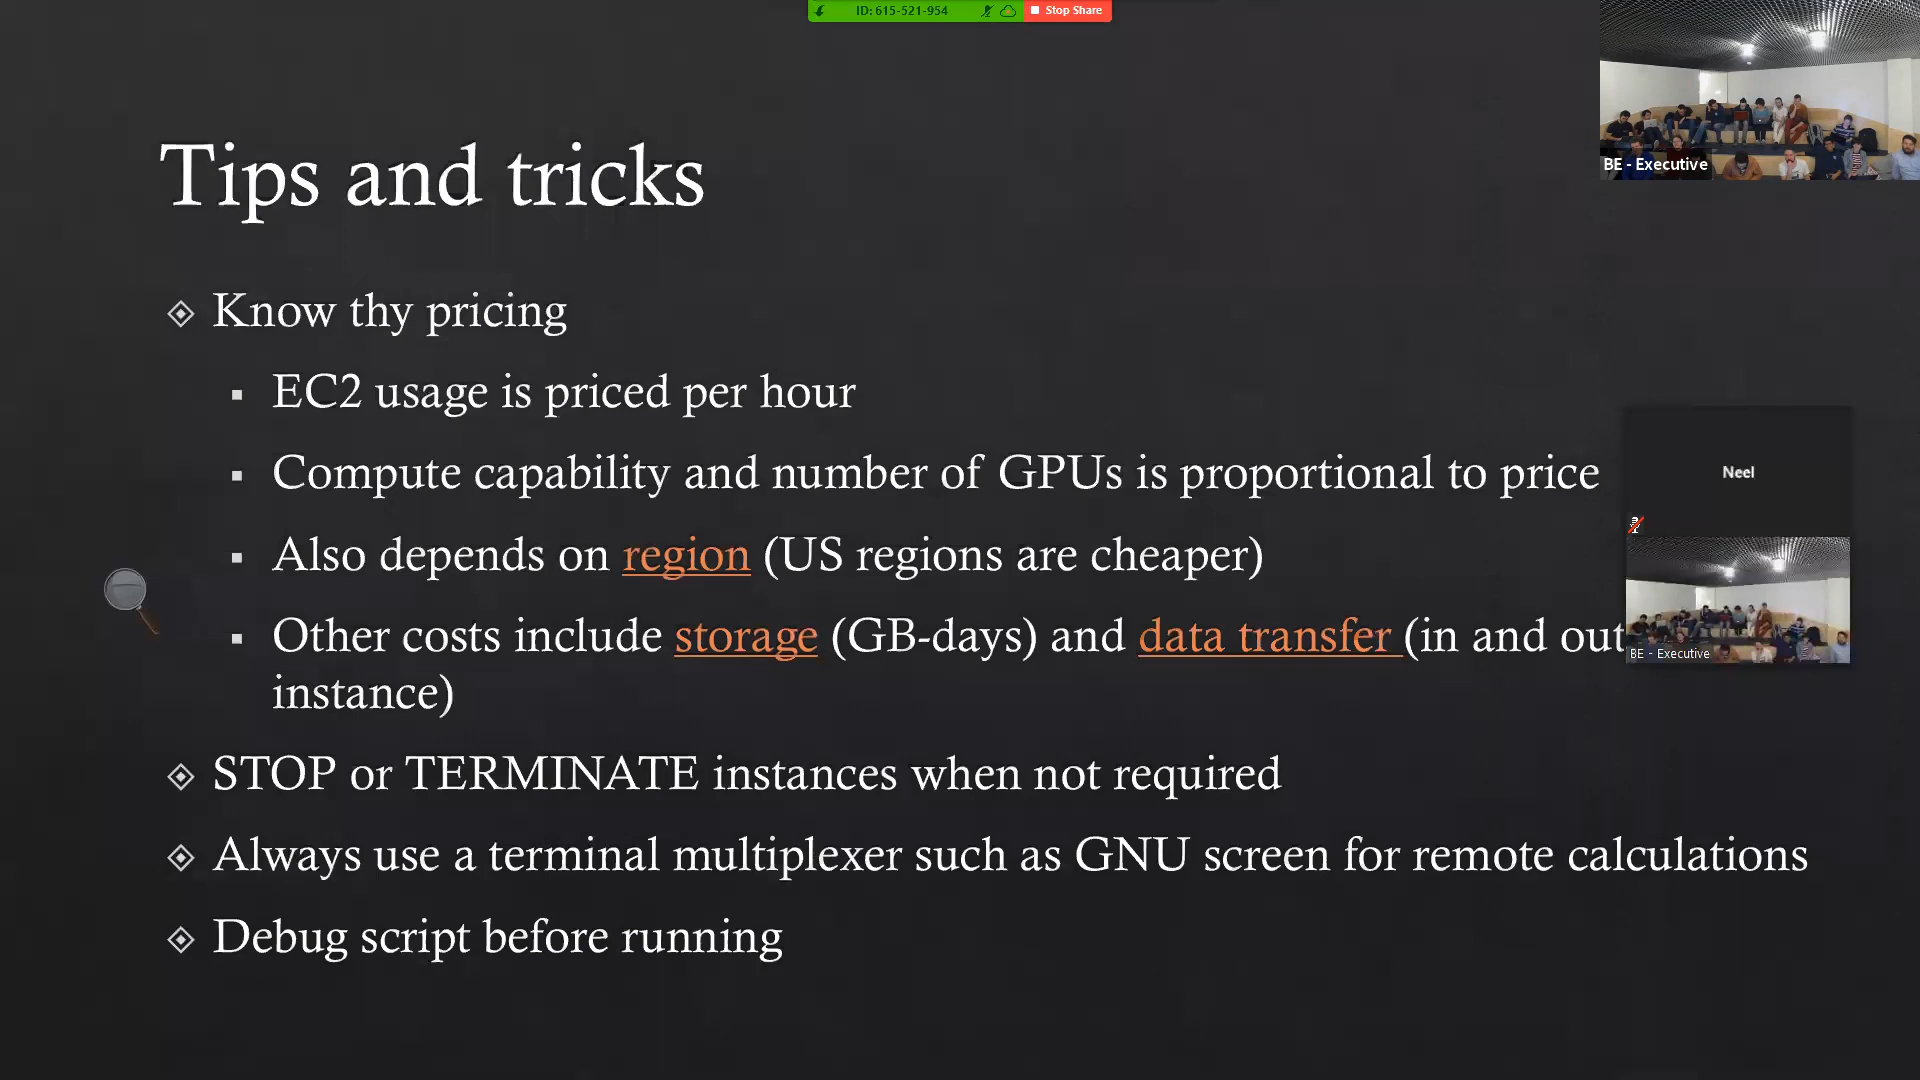 ID: 615-521-954
Stop Share
BE - Executive
Tips and tricks
Know thy pricing
EC2 usage is priced per hour
Compute capability and number of GPUs is proportional to price
Neel
Also depends on region (US regions are cheaper)
Other costs include storage (GB-days) and data transfer (in and out
BE - Executive
instance)
STOP or TERMINATE instances when not required
Always use a terminal multiplexer such as GNU screen for remote calculations
Debug script before running